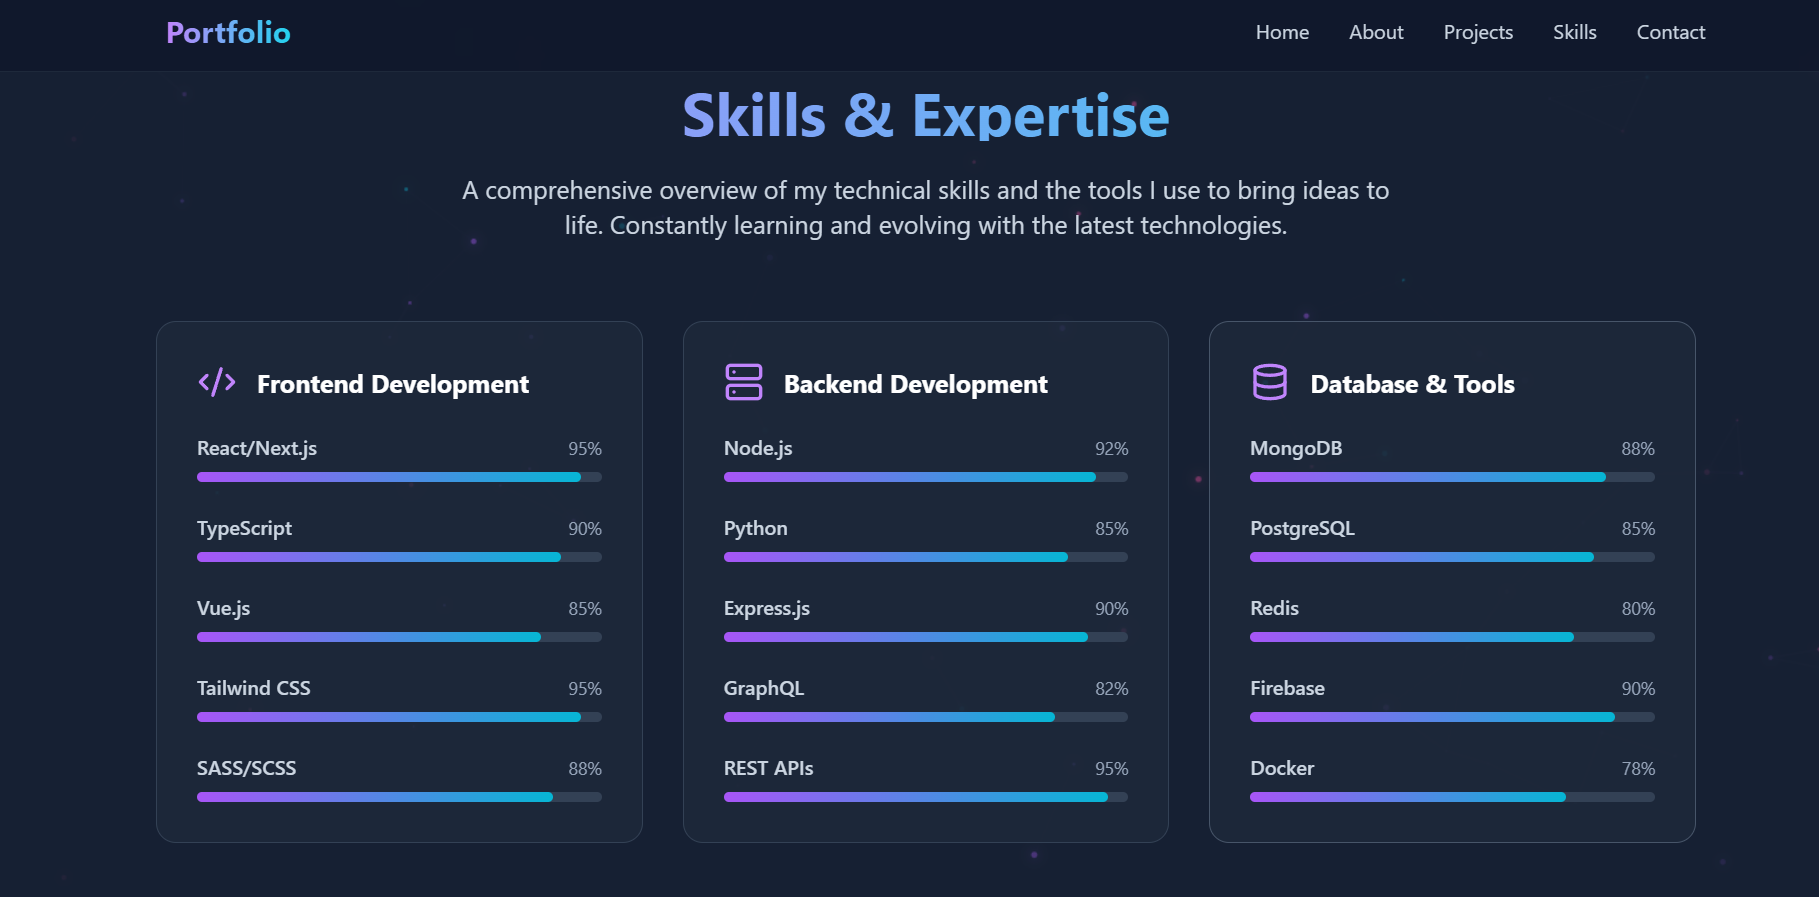 Portfolio
Home
About
Projects
Skills
Contact
Skills & Expertise
A comprehensive overview of my technical skills and the tools I use to bring ideas to
life. Constantly learning and evolving with the latest technologies.
Frontend Development
React/Next.js 95%
TypeScript 90%
Vue.js 85%
Tailwind CSS 95%
SASS/SCSS 88%
Backend Development
Node.js 92%
Python 85%
Express.js 90%
GraphQL 82%
REST APIs 95%
Database & Tools
MongoDB 88%
PostgreSQL 85%
Redis 80%
Firebase 90%
Docker 78%